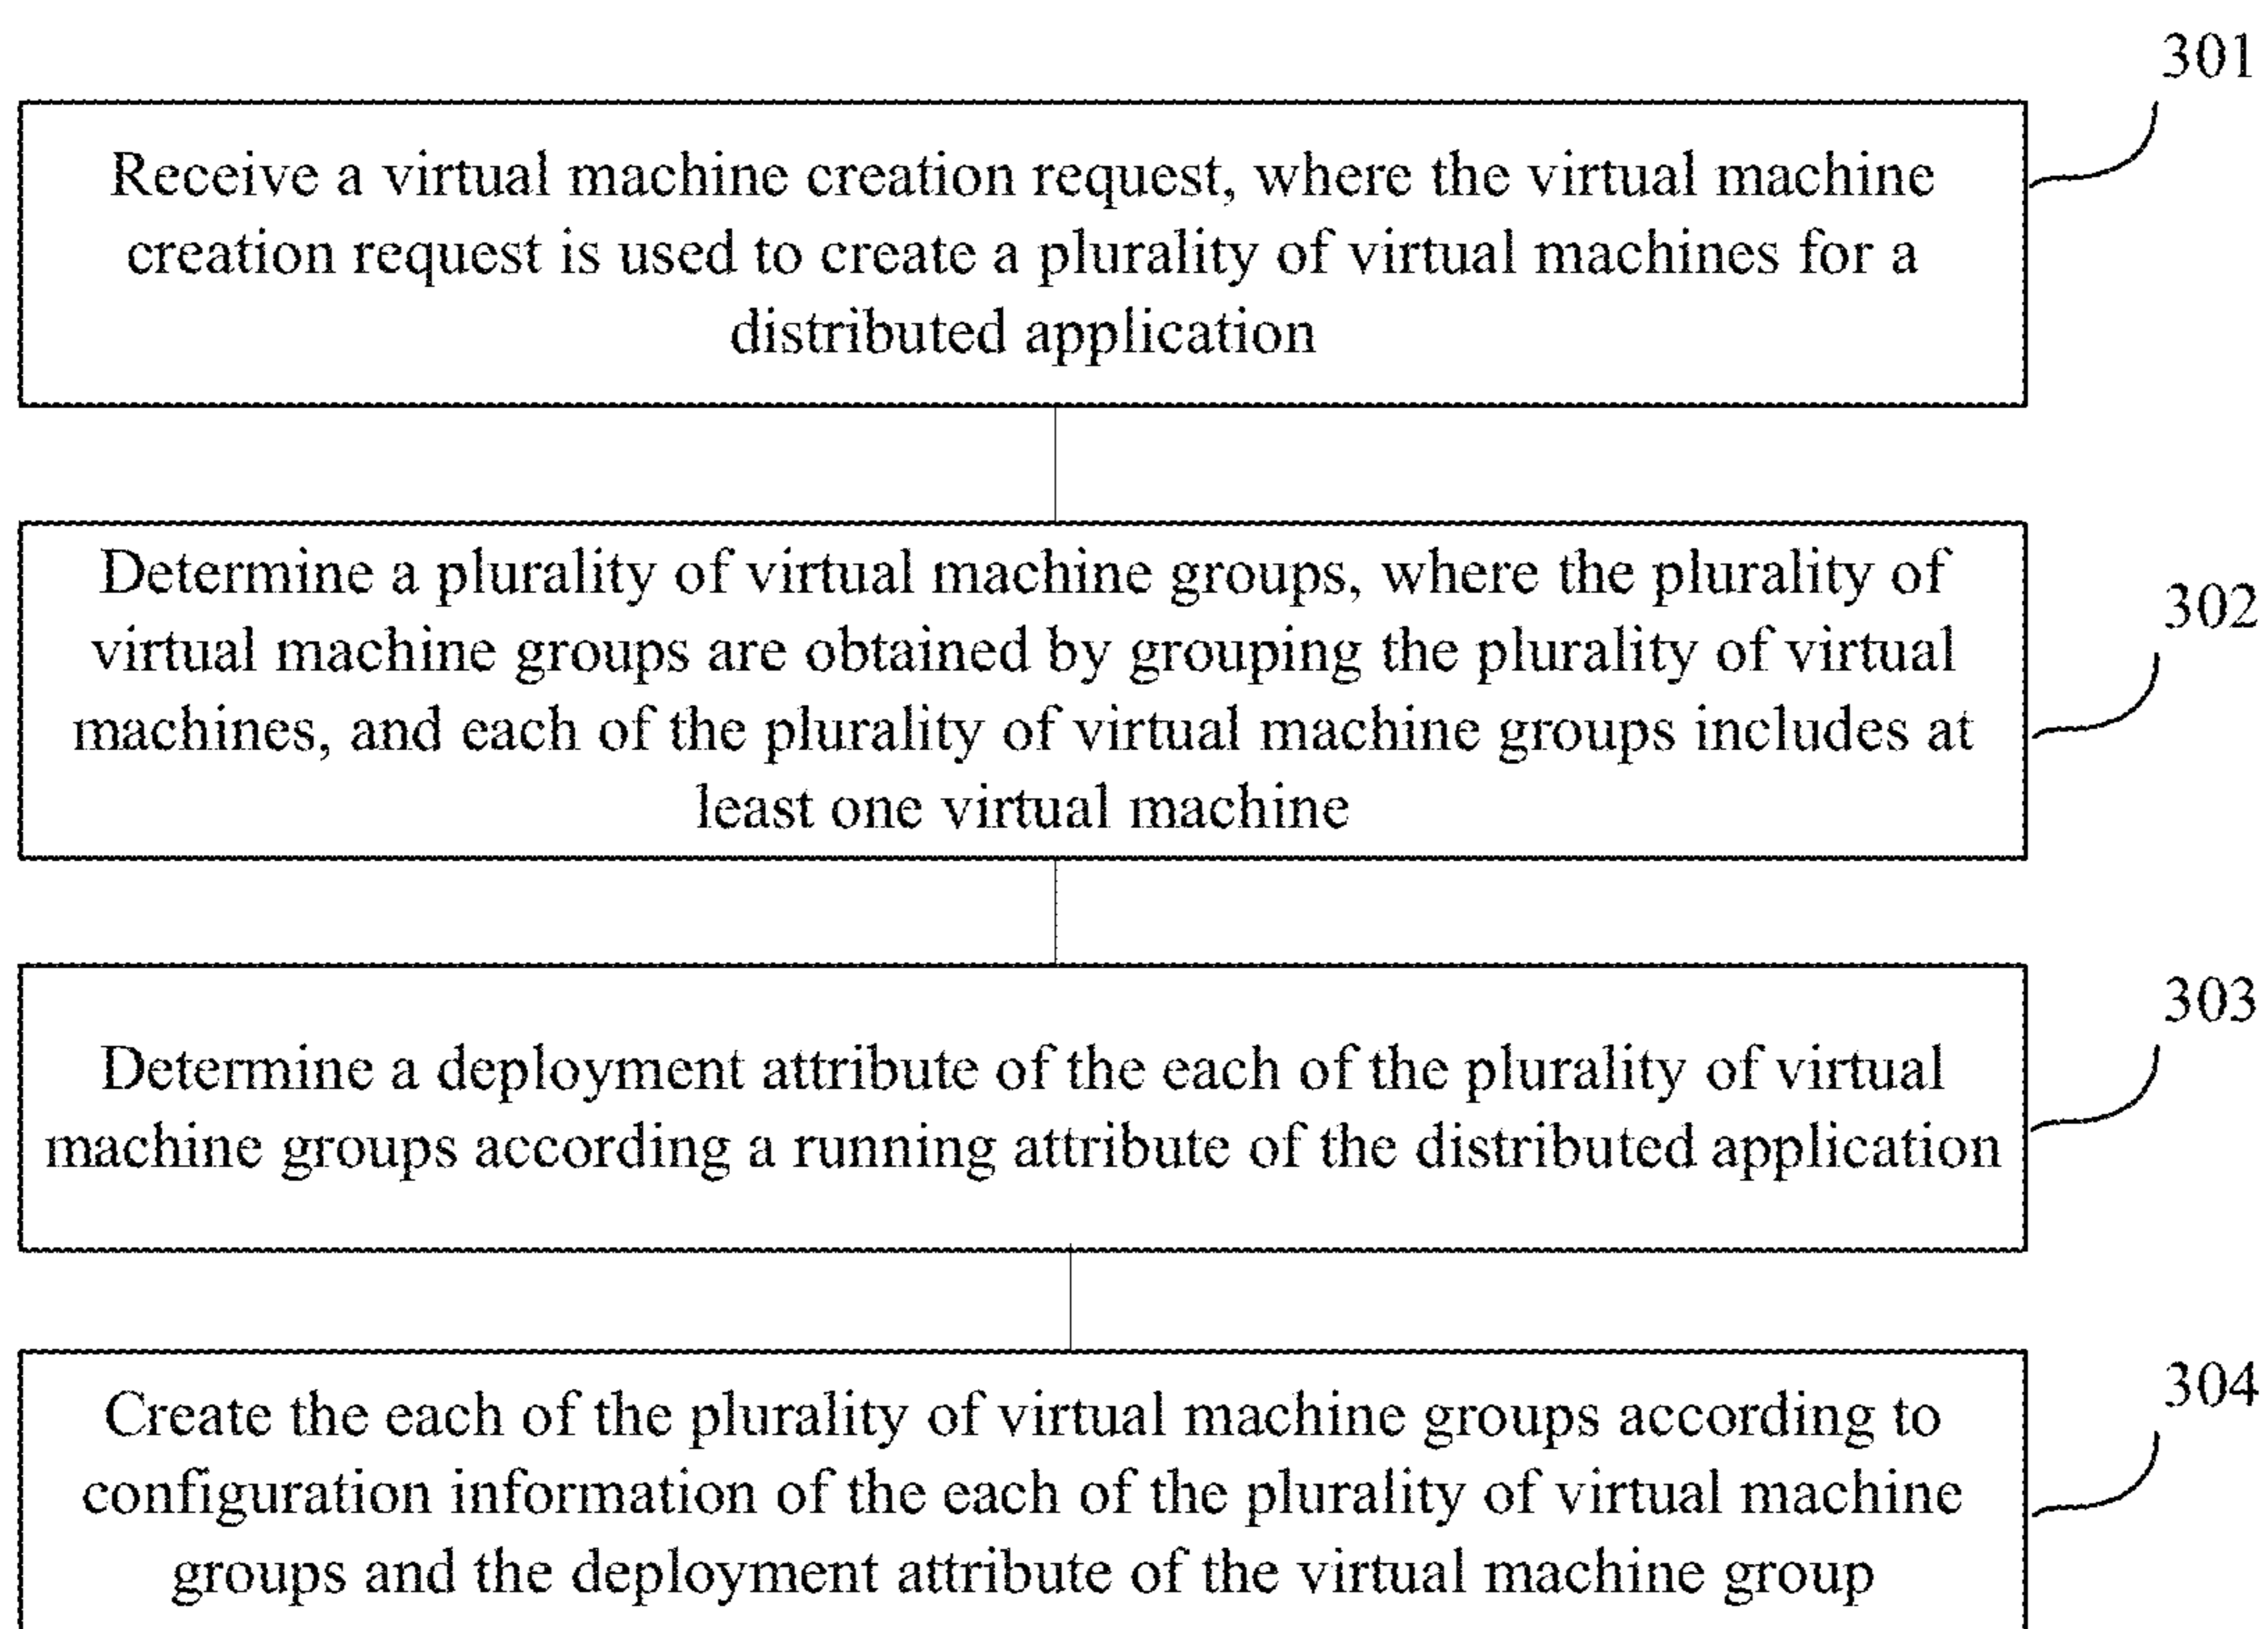 301
Receive a virtual machine creation request, where the virtual machine
creation request is used to create a plurality of virtual machines for a
distributed application
302
Determine a plurality of virtual machine groups, where the plurality of
virtual machine groups are obtained by grouping the plurality of virtual
machines, and each of the plurality of virtual machine groups includes at
least one virtual machine
303
Determine a deployment attribute of the each of the plurality of virtual
machine groups according a running attribute of the distributed application
304
Create the each of the plurality of virtual machine groups according to
configuration information of the each of the plurality of virtual machine
groups and the deployment attribute of the virtual machine group